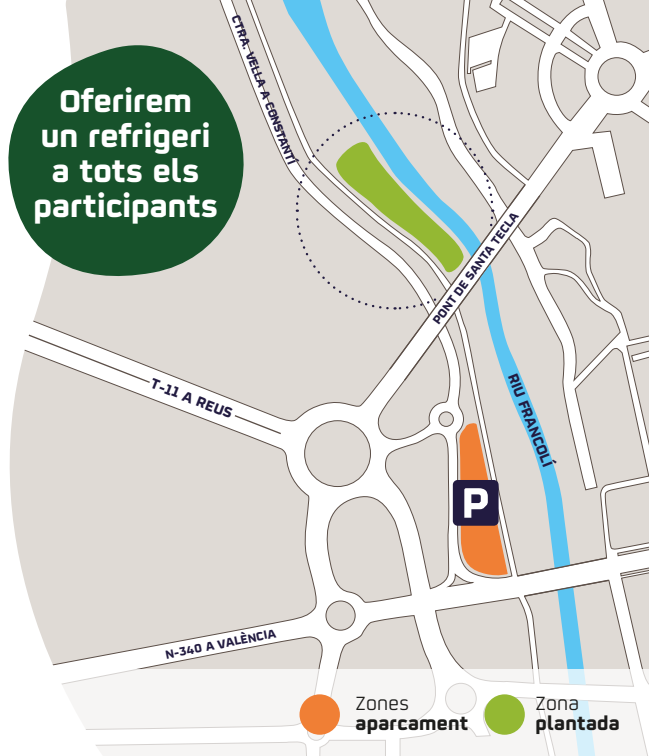 Oferirem
un refrigeri
a tots els
participants
CTRA. VELLA A CONSTANTÍ
PONT DE SANTA TECLA
T-11 A REUS
RIU FRANCOLÍ
P
N-340 A VALÈNCIA
Zones
aparcament
Zona
plantada